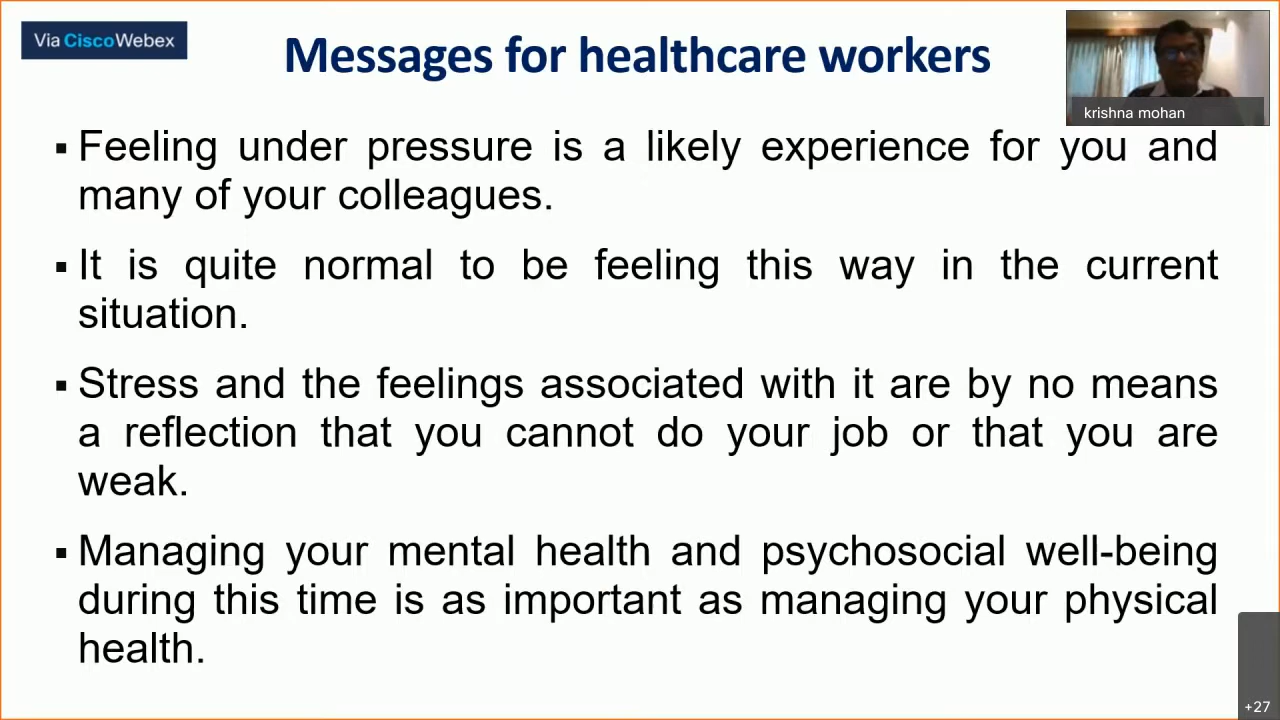 Via CiscoWebex
Messages for healthcare workers
krishna mohan
▪ Feeling under pressure is a likely experience for you and
many of your colleagues.
▪ It is quite normal to be feeling this way in the current
situation.
▪ Stress and the feelings associated with it are by no means
a reflection that you cannot do your job or that you are
weak.
▪ Managing your mental health and psychosocial well-being
during this time is as important as managing your physical
health.
+27